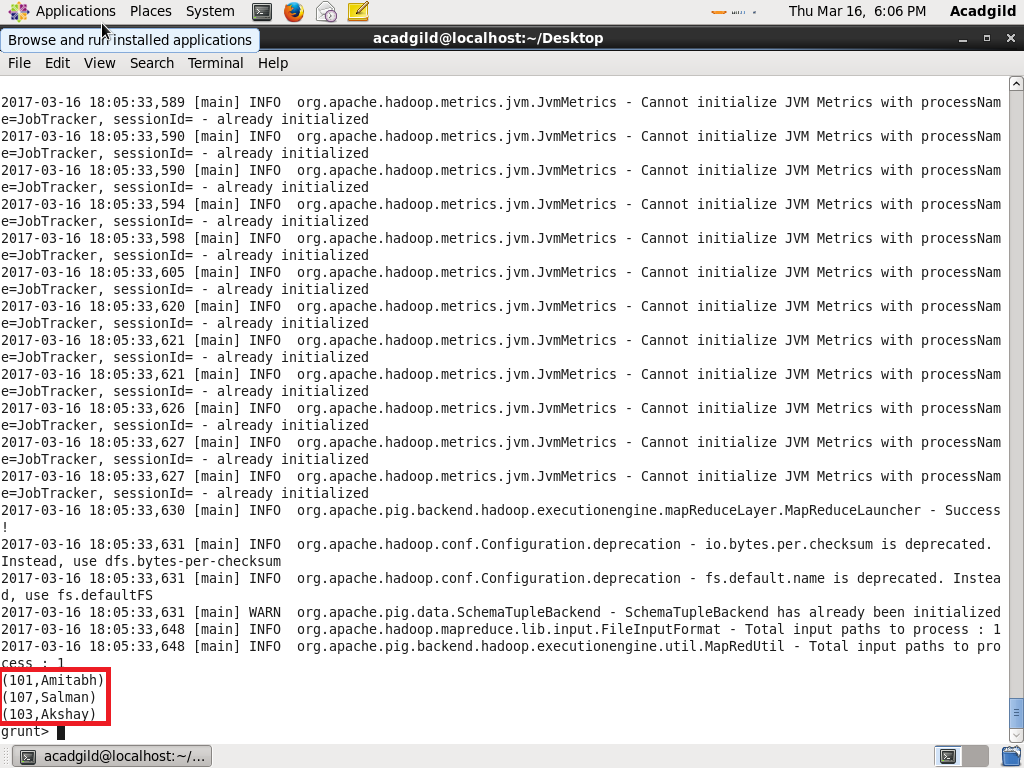 Applications Places System Thu Mar 16, 6:06 PM Acadgild
Browse and run installed applications
acadgild@localhost:~/Desktop
File Edit View Search Terminal Help
2017-03-16 18:05:33,589 [main] INFO  org.apache.hadoop.metrics.jvm.JvmMetrics - Cannot initialize JVM Metrics with processNam
e=JobTracker, sessionId= - already initialized
2017-03-16 18:05:33,590 [main] INFO  org.apache.hadoop.metrics.jvm.JvmMetrics - Cannot initialize JVM Metrics with processNam
e=JobTracker, sessionId= - already initialized
2017-03-16 18:05:33,590 [main] INFO  org.apache.hadoop.metrics.jvm.JvmMetrics - Cannot initialize JVM Metrics with processNam
e=JobTracker, sessionId= - already initialized
2017-03-16 18:05:33,594 [main] INFO  org.apache.hadoop.metrics.jvm.JvmMetrics - Cannot initialize JVM Metrics with processNam
e=JobTracker, sessionId= - already initialized
2017-03-16 18:05:33,598 [main] INFO  org.apache.hadoop.metrics.jvm.JvmMetrics - Cannot initialize JVM Metrics with processNam
e=JobTracker, sessionId= - already initialized
2017-03-16 18:05:33,605 [main] INFO  org.apache.hadoop.metrics.jvm.JvmMetrics - Cannot initialize JVM Metrics with processNam
e=JobTracker, sessionId= - already initialized
2017-03-16 18:05:33,620 [main] INFO  org.apache.hadoop.metrics.jvm.JvmMetrics - Cannot initialize JVM Metrics with processNam
e=JobTracker, sessionId= - already initialized
2017-03-16 18:05:33,621 [main] INFO  org.apache.hadoop.metrics.jvm.JvmMetrics - Cannot initialize JVM Metrics with processNam
e=JobTracker, sessionId= - already initialized
2017-03-16 18:05:33,621 [main] INFO  org.apache.hadoop.metrics.jvm.JvmMetrics - Cannot initialize JVM Metrics with processNam
e=JobTracker, sessionId= - already initialized
2017-03-16 18:05:33,626 [main] INFO  org.apache.hadoop.metrics.jvm.JvmMetrics - Cannot initialize JVM Metrics with processNam
e=JobTracker, sessionId= - already initialized
2017-03-16 18:05:33,627 [main] INFO  org.apache.hadoop.metrics.jvm.JvmMetrics - Cannot initialize JVM Metrics with processNam
e=JobTracker, sessionId= - already initialized
2017-03-16 18:05:33,627 [main] INFO  org.apache.hadoop.metrics.jvm.JvmMetrics - Cannot initialize JVM Metrics with processNam
e=JobTracker, sessionId= - already initialized
2017-03-16 18:05:33,630 [main] INFO  org.apache.pig.backend.hadoop.executionengine.mapReduceLayer.MapReduceLauncher - Success
!
2017-03-16 18:05:33,631 [main] INFO  org.apache.hadoop.conf.Configuration.deprecation - io.bytes.per.checksum is deprecated.
Instead, use dfs.bytes-per-checksum
2017-03-16 18:05:33,631 [main] INFO  org.apache.hadoop.conf.Configuration.deprecation - fs.default.name is deprecated. Instea
d, use fs.defaultFS
2017-03-16 18:05:33,631 [main] WARN  org.apache.pig.data.SchemaTupleBackend - SchemaTupleBackend has already been initialized
2017-03-16 18:05:33,648 [main] INFO  org.apache.hadoop.mapreduce.lib.input.FileInputFormat - Total input paths to process : 1
2017-03-16 18:05:33,648 [main] INFO  org.apache.pig.backend.hadoop.executionengine.util.MapRedUtil - Total input paths to pro
cess : 1
(101,Amitabh)
(107,Salman)
(103,Akshay)
grunt>
acadgild@localhost:~/...